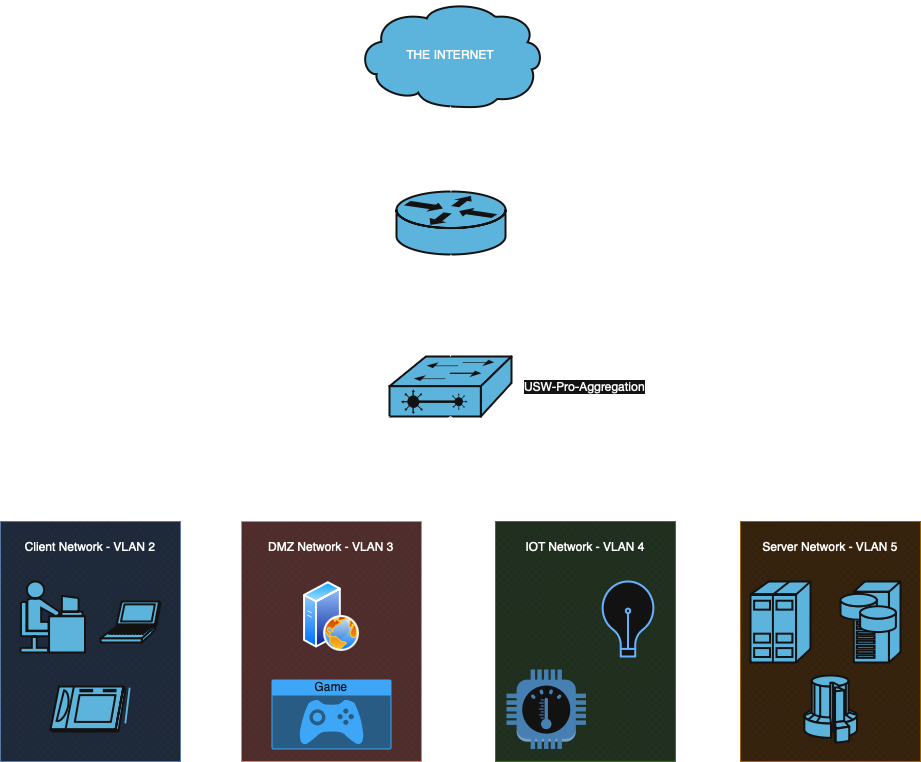 THE INTERNET
USW-Pro-Aggregation
Client Network - VLAN 2
DMZ Network - VLAN 3
IOT Network - VLAN 4
Server Network - VLAN 5
Game